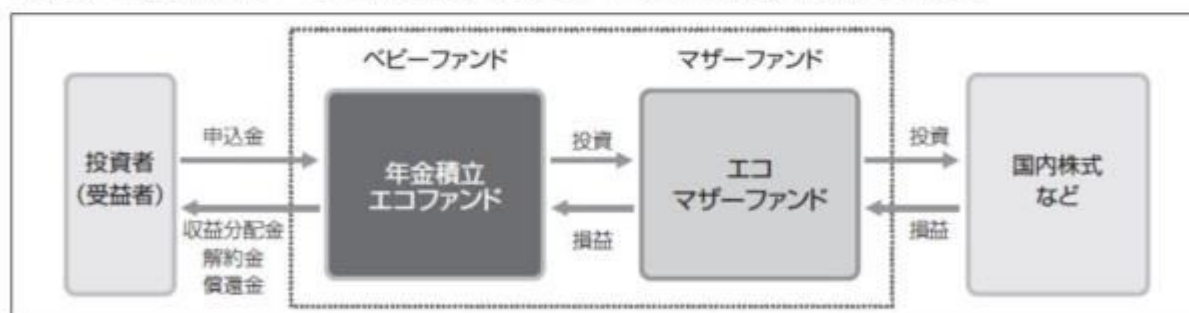 ベビーファンド
マザーファンド
投資者
(受益者)
申込金
収益分配金
解約金
償還金
年金積立
エコファンド
投資
損益
エコ
マザーファンド
投資
損益
国内株式
など